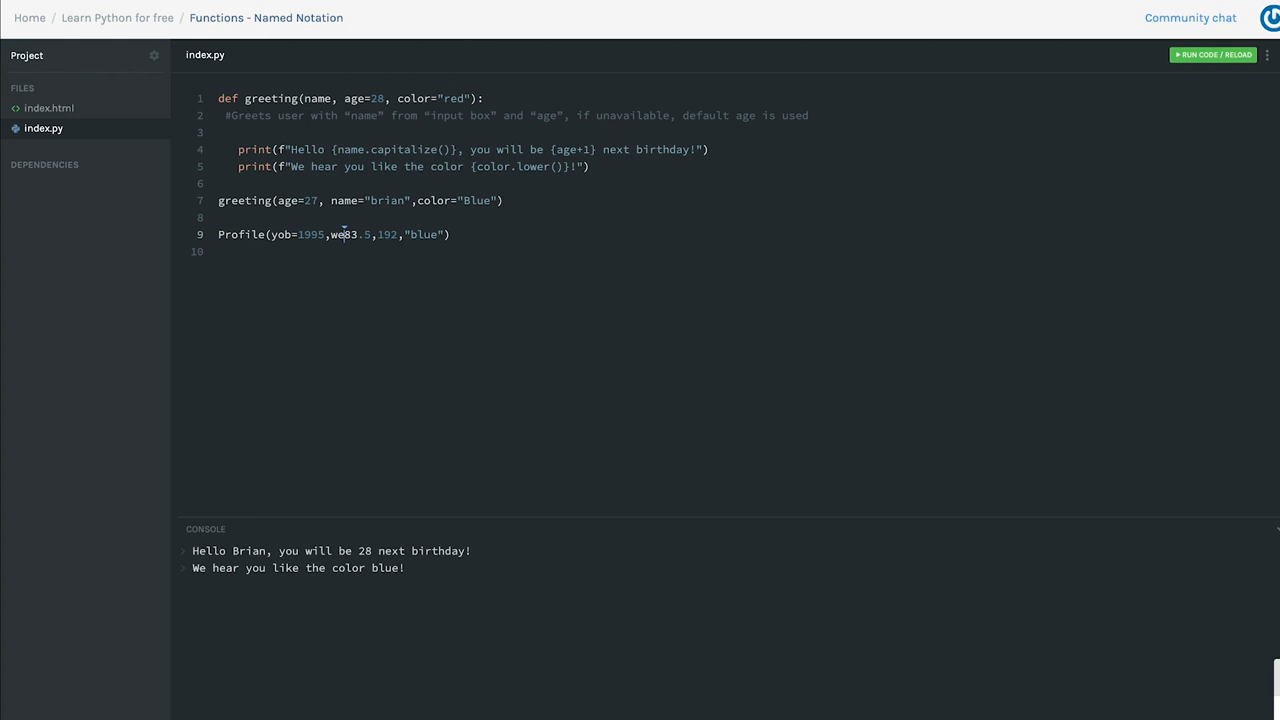 Home / Learn Python for free / Functions - Named Notation
Community chat
Project
index.py
RUN CODE / RELOAD
FILES
index.html
index.py
DEPENDENCIES
1 def greeting(name, age=28, color="red"):
2 #Greets user with “name” from “input box” and “age”, if unavailable, default age is used
3
4 print(f"Hello {name.capitalize()}, you will be {age+1} next birthday!")
5 print(f"We hear you like the color {color.lower()}!")
6
7 greeting(age=27, name="brian",color="Blue")
8
9 Profile(yob=1995,we83.5,192,"blue")
10
CONSOLE
Hello Brian, you will be 28 next birthday!
We hear you like the color blue!